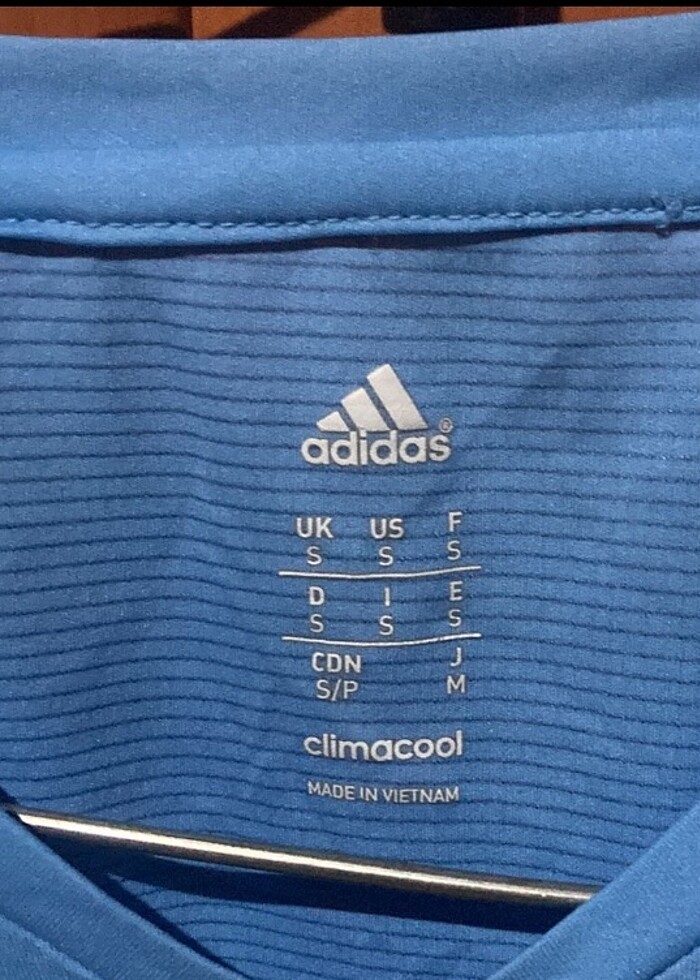 adidas®
UK US F
S S S
D I E
S S S
CDN J
S/P M
climacool
MADE IN VIETNAM